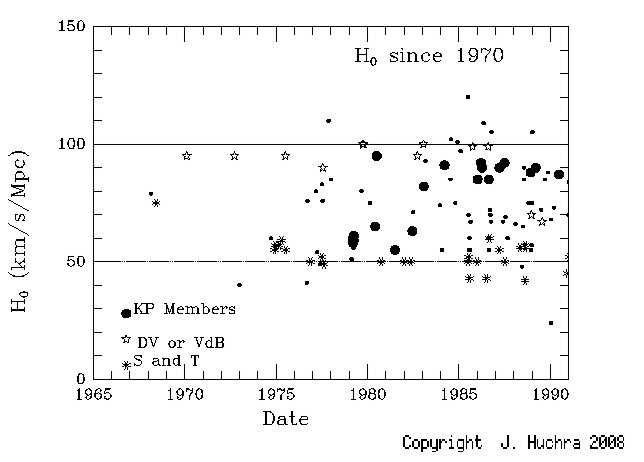 150
H₀ since 1970
100
H₀ (km/s/Mpc)
50
KP Members
DV or VdB
S and T
0
1965 1970 1975 1980 1985 1990
Date
Copyright J. Huchra 2008